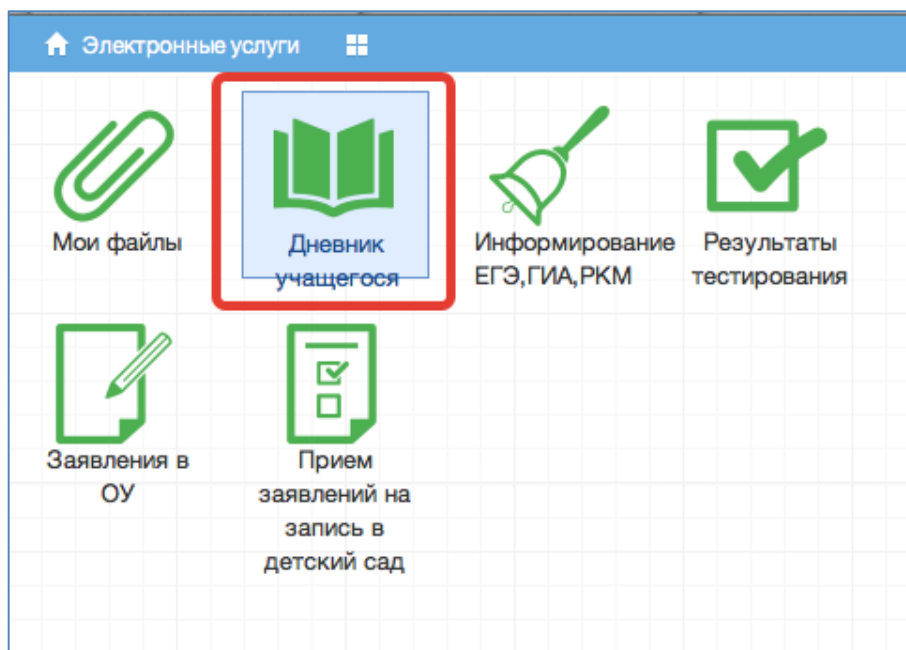 Электронные услуги
Мои файлы
Дневник
учащегося
Информирование
ЕГЭ,ГИА,РКМ
Результаты
тестирования
Заявления в
ОУ
Прием
заявлений на
запись в
детский сад